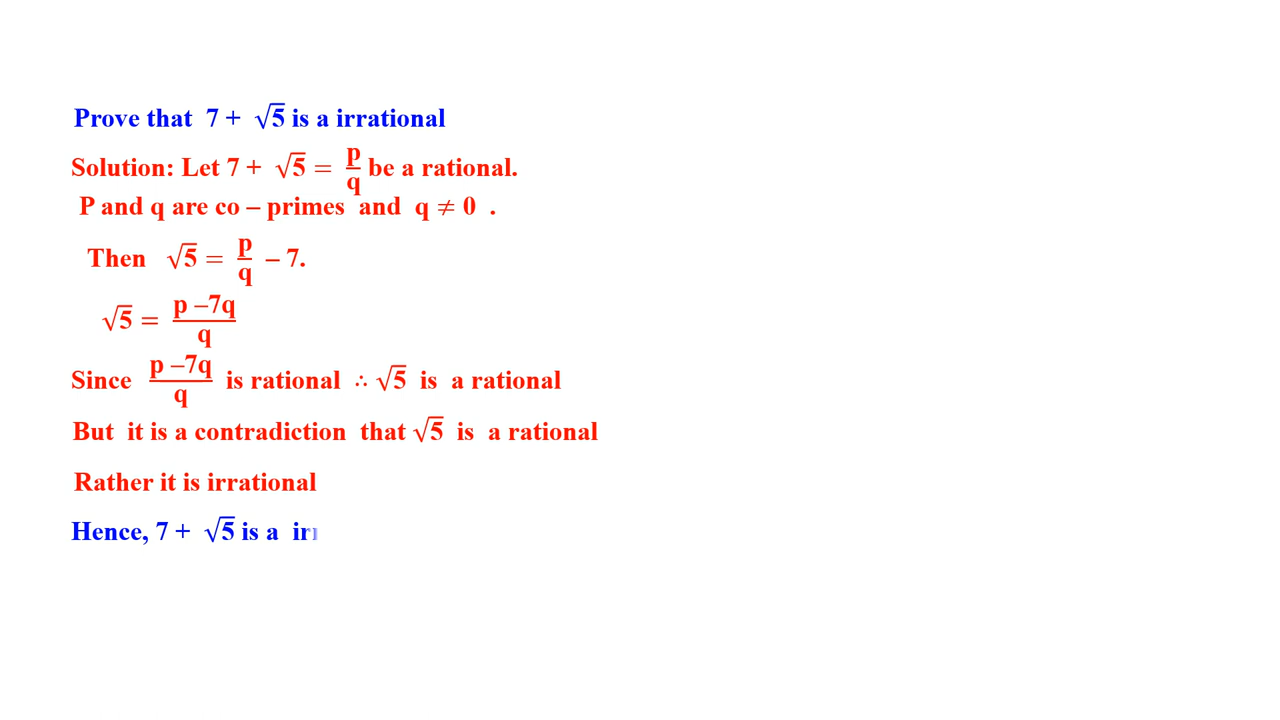 Prove that 7 + √5 is a irrational
Solution: Let 7 + √5 = p/q be a rational.
P and q are co – primes and q ≠ 0 .
Then √5 = p/q – 7.
√5 = (p –7q)/q
Since (p –7q)/q is rational ∴ √5 is a rational
But it is a contradiction that √5 is a rational
Rather it is irrational
Hence, 7 + √5 is a